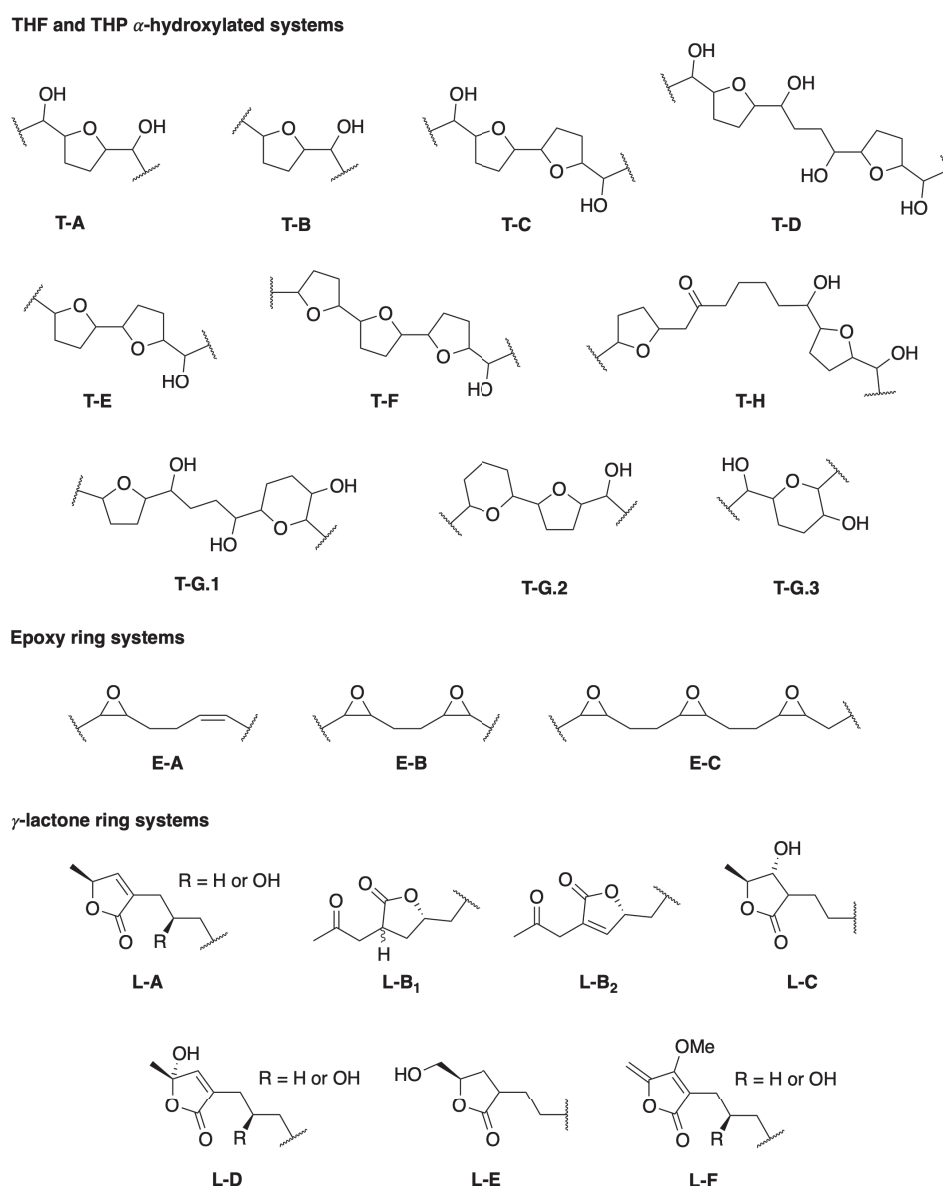 THF and THP α-hydroxylated systems
OH
O
OH
T-A
O
OH
T-B
OH
O
O
HO
T-C
OH
O
OH
HO
O
HO
T-D
O
O
HO
T-E
O
O
O
HO
T-F
O
O
OH
O
OH
T-H
O
OH
HO
O
OH
T-G.1
O
O
OH
T-G.2
HO
O
OH
T-G.3
Epoxy ring systems
O
E-A
O
O
E-B
O
O
O
E-C
γ-lactone ring systems
R = H or OH
O
O
R
L-A
O
O
O
H
L-B1
O
O
O
L-B2
OH
O
O
L-C
OH
R = H or OH
O
O
R
L-D
HO
O
O
L-E
OMe
R = H or OH
O
O
R
L-F